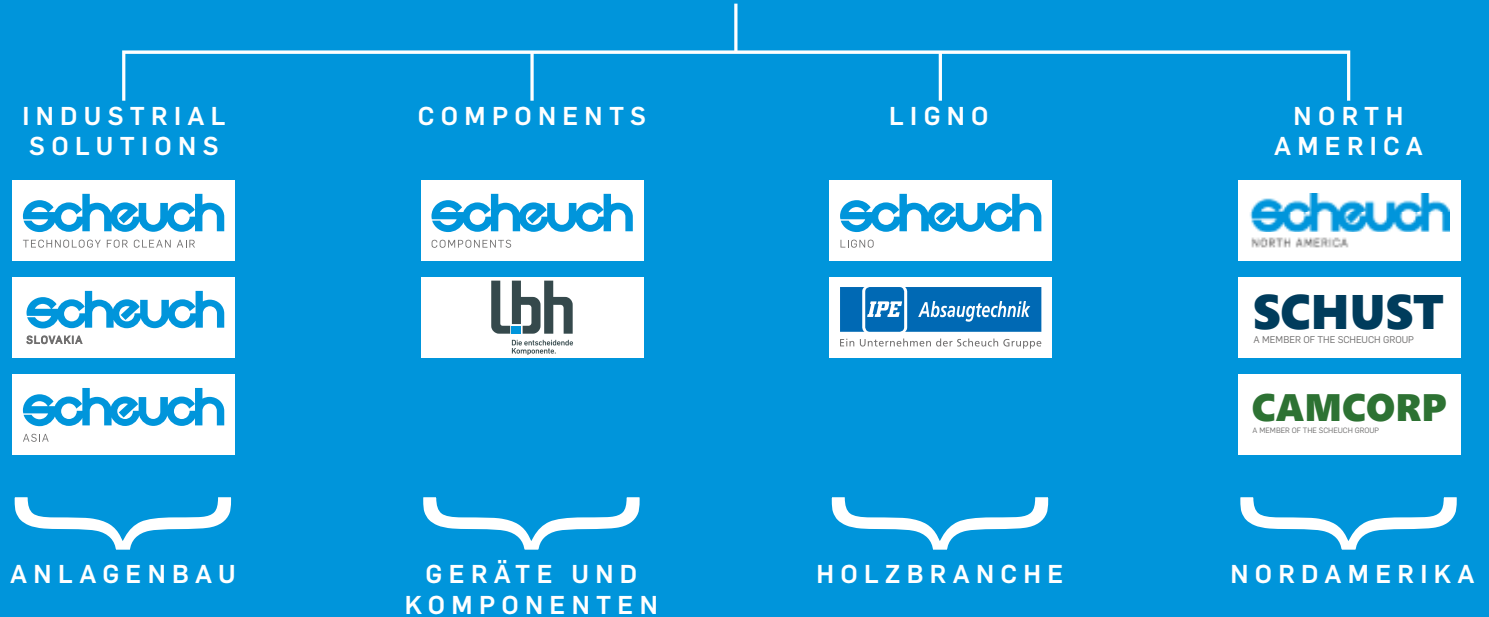 INDUSTRIAL
SOLUTIONS
scheuch
TECHNOLOGY FOR CLEAN AIR
scheuch
SLOVAKIA
scheuch
ASIA
ANLAGENBAU
COMPONENTS
scheuch
COMPONENTS
lbh
Die entscheidende
Komponente.
GERÄTE UND
KOMPONENTEN
LIGNO
scheuch
LIGNO
IPE Absaugtechnik
Ein Unternehmen der Scheuch Gruppe
HOLZBRANCHE
NORTH
AMERICA
scheuch
NORTH AMERICA
SCHUST
A MEMBER OF THE SCHEUCH GROUP
CAMCORP
A MEMBER OF THE SCHEUCH GROUP
NORDAMERIKA